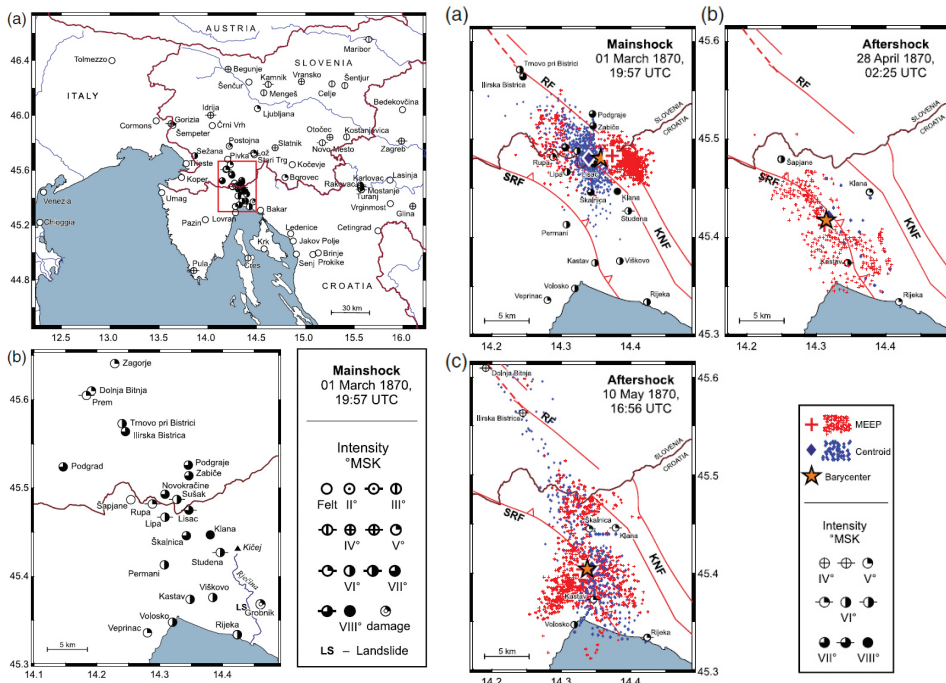 (a)
AUSTRIA
Maribor
Tolmezzo
SLOVENIA
46.4
Begunje
Kamnik
Vransko
Šentjur
Senčur
Mengeš
Celje
ITALY
Ljubljana
Bedekovčina
Idrija
46.0
Gorizia
Cormons
Šempeter
Črni Vrh
Otočec
Kostanjevica
Postojna
Slatnik
Novo Mesto
Zagreb
Sežana
Pivka
Lož
Stari Trg
Trieste
Kočevje
45.6
Koper
Borovec
Karlovac
Lasinja
Rakovac
Mostanje
Venezia
Umag
Turanj
Bakar
Vrginmost
Glina
Chioggia
Pazin
Lovran
45.2
Ledenice
Cetingrad
Krk
Jakov Polje
Senj
Brinje
Prokike
Pula
Cres
44.8
CROATIA
30 km
12.5 13.0 13.5 14.0 14.5 15.0 15.5 16.0
(b)
Zagorje
Dolnja Bitnja
Prem
45.6
Trnovo pri Bistrici
Ilirska Bistrica
Podgrad
Podgraje
Zabiče
Novokračine
45.5
Sušak
Šapjane
Rupa
Lipa
Lisac
Škalnica
Klana
Studena
Kičej
45.4
Permani
Rječina
Viškovo
Kastav
LS
Grobnik
Volosko
Veprinac
Rijeka
5 km
45.3
14.1 14.2 14.3 14.4
Mainshock
01 March 1870,
19:57 UTC
Intensity
°MSK
Felt II° III°
IV° V°
VI° VII°
VIII° damage
LS – Landslide
(a)
45.6
Mainshock
01 March 1870,
19:57 UTC
Trnovo pri Bistrici
Ilirska Bistrica
RF
Podgraje
Zabiče
SLOVENIA
CROATIA
45.5
Rupa
Lipa
Lisac
SRF
Škalnica
Klana
Studena
Permani
KNF
45.4
Kastav
Viškovo
Volosko
Veprinac
Rijeka
5 km
45.3
14.2 14.3 14.4
(b)
45.6
Aftershock
28 April 1870,
02:25 UTC
RF
SLOVENIA
CROATIA
45.5
Šapjane
SRF
Klana
KNF
45.4
Kastav
Rijeka
5 km
45.3
14.2 14.3 14.4
(c)
45.6
Dolnja Bitnja
Aftershock
10 May 1870,
16:56 UTC
Ilirska Bistrica
RF
SLOVENIA
CROATIA
45.5
SRF
Škalnica
Klana
KNF
45.4
Kastav
Volosko
Rijeka
5 km
45.3
14.2 14.3 14.4
MEEP
Centroid
Barycenter
Intensity
°MSK
IV° V°
VI°
VII° VIII°